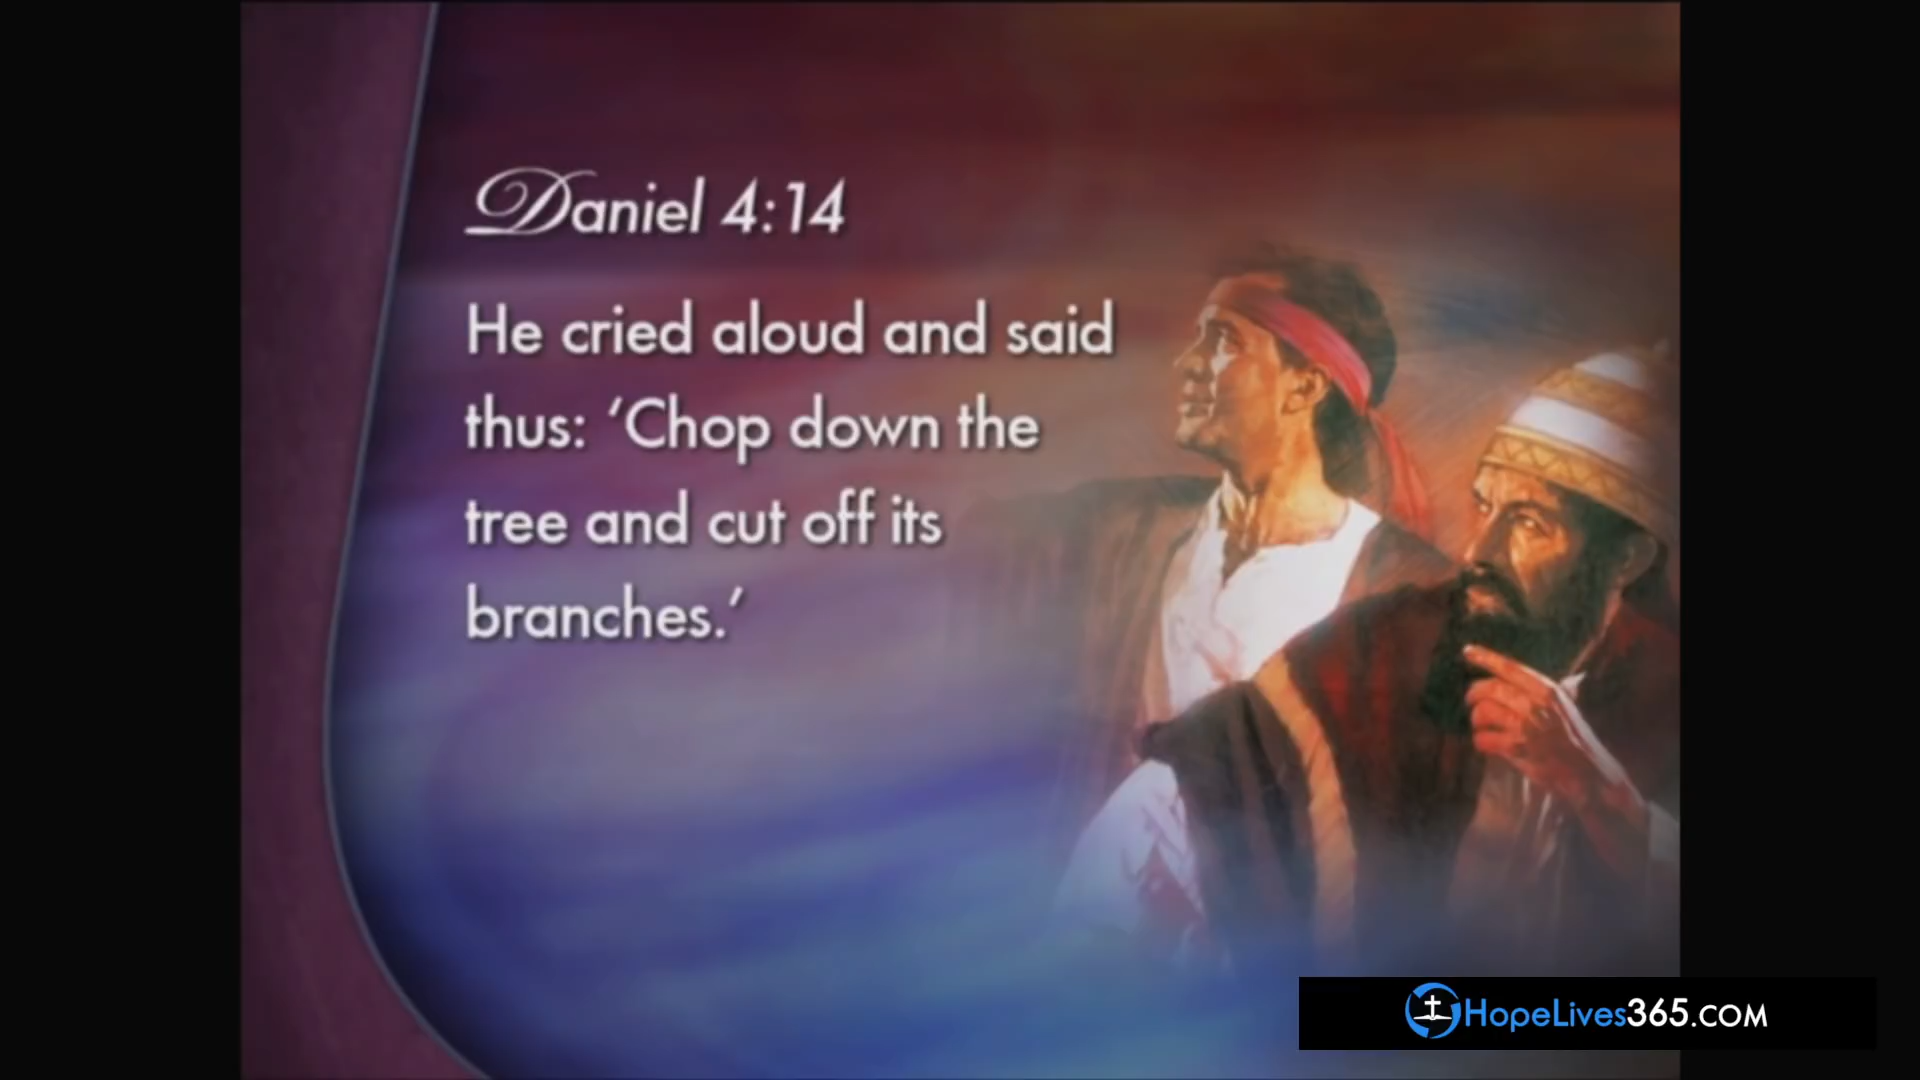 Daniel 4:14
He cried aloud and said
thus: ‘Chop down the
tree and cut off its
branches.’
HopeLives365.COM